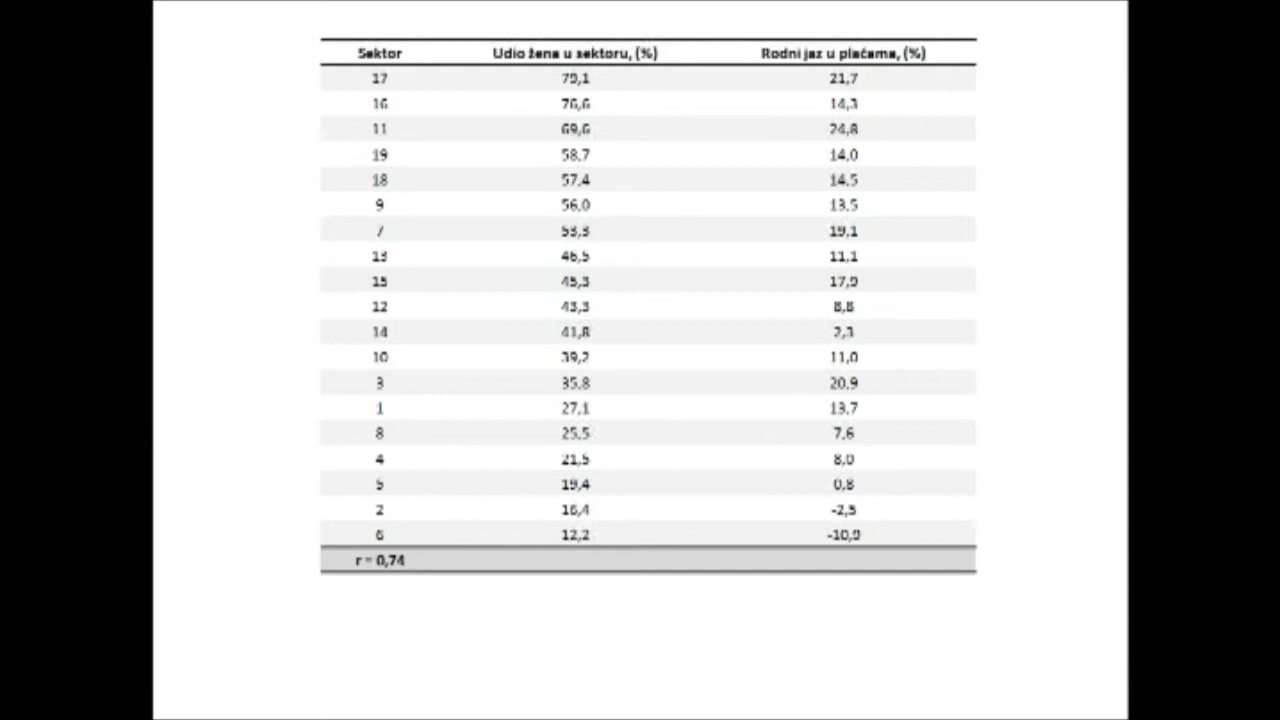 Sektor Udio žena u sektoru, (%) Rodni jaz u plaćama, (%)
17 79,1 21,7
16 76,6 14,3
11 69,6 24,8
19 58,7 14,0
18 57,4 14,5
9 56,0 13,5
7 53,3 19,1
13 46,5 11,1
15 45,3 17,9
12 43,3 8,8
14 41,8 2,3
10 39,2 11,0
3 35,8 20,9
1 27,1 13,7
8 25,5 7,6
4 21,5 8,0
5 19,4 0,8
2 16,4 -2,5
6 12,2 -10,9
r = 0,74